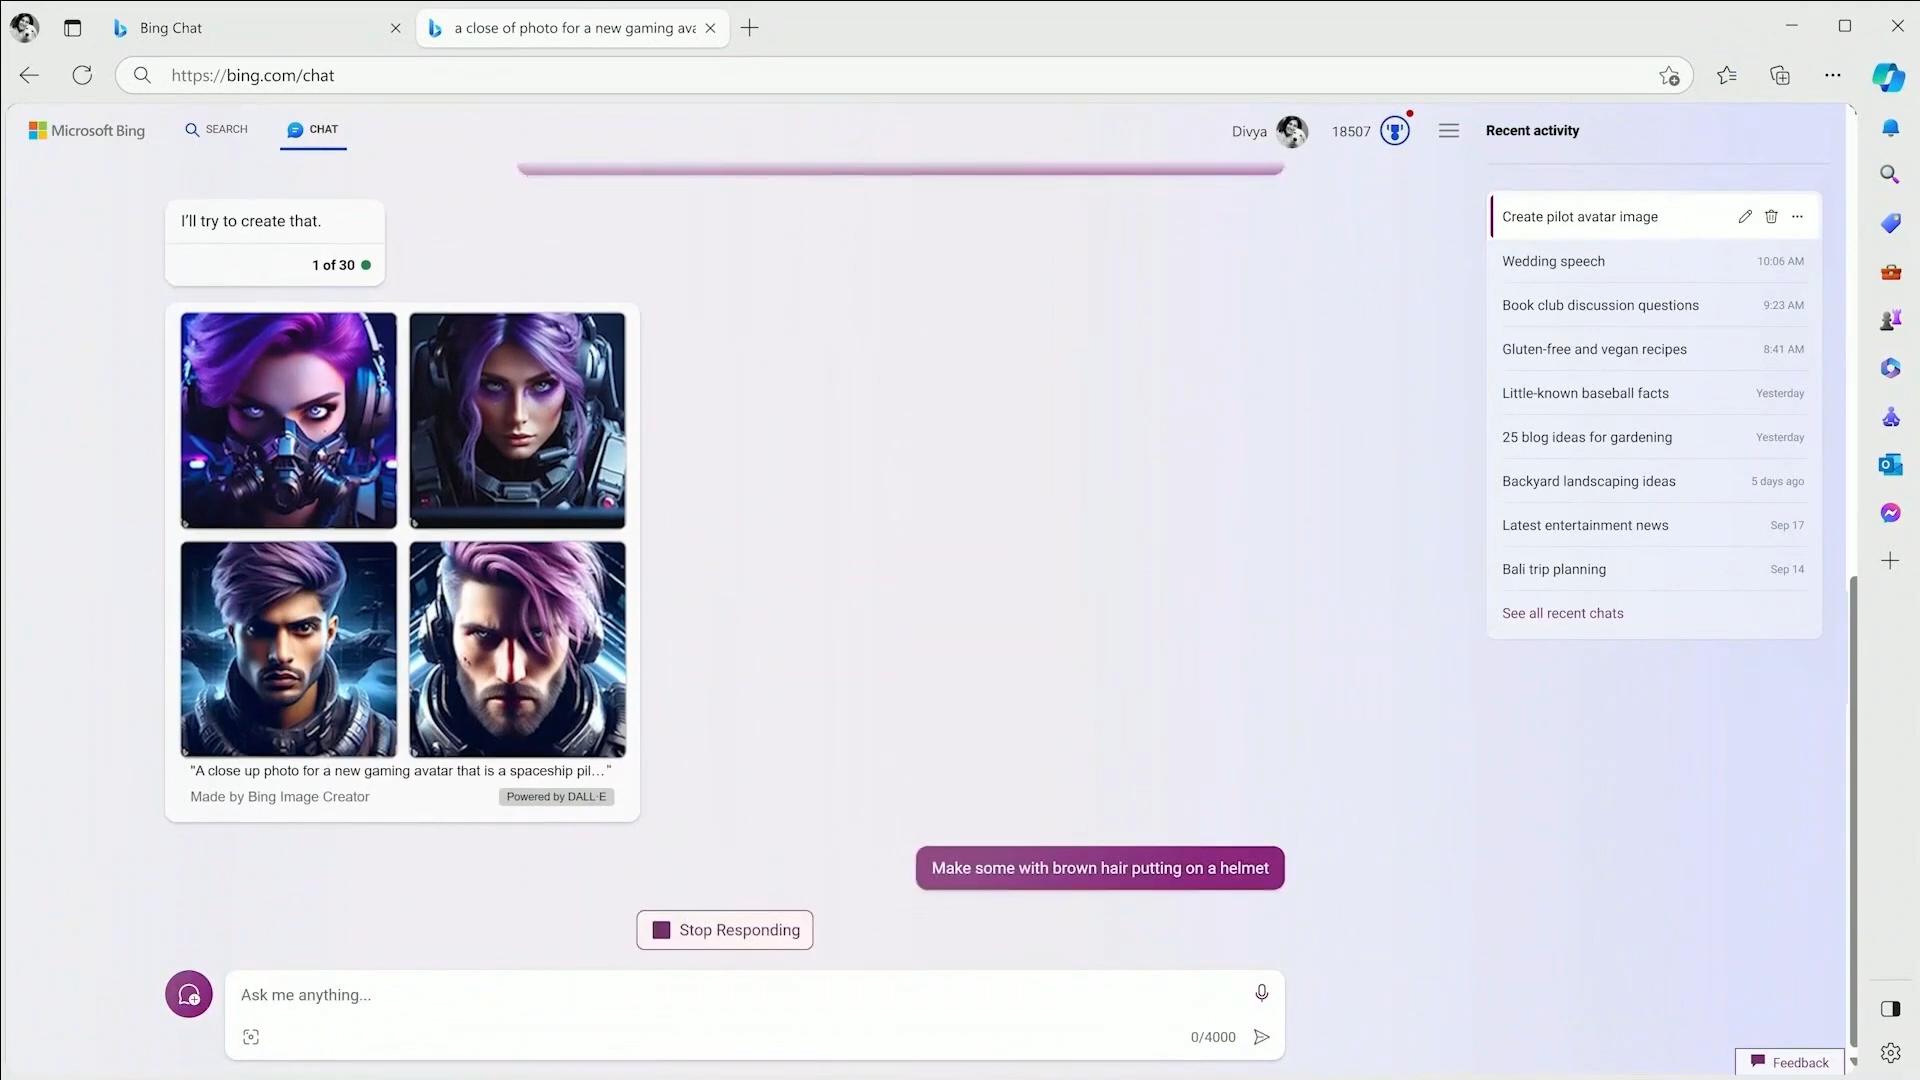 Bing Chat
a close of photo for a new gaming ava
https://bing.com/chat
Microsoft Bing
SEARCH
CHAT
Divya
18507
Recent activity
I'll try to create that.
1 of 30
Create pilot avatar image
Wedding speech 10:06 AM
Book club discussion questions 9:23 AM
Gluten-free and vegan recipes 8:41 AM
Little-known baseball facts Yesterday
25 blog ideas for gardening Yesterday
Backyard landscaping ideas 5 days ago
Latest entertainment news Sep 17
Bali trip planning Sep 14
See all recent chats
"A close up photo for a new gaming avatar that is a spaceship pil..."
Made by Bing Image Creator
Powered by DALL·E
Make some with brown hair putting on a helmet
Stop Responding
Ask me anything...
0/4000
Feedback